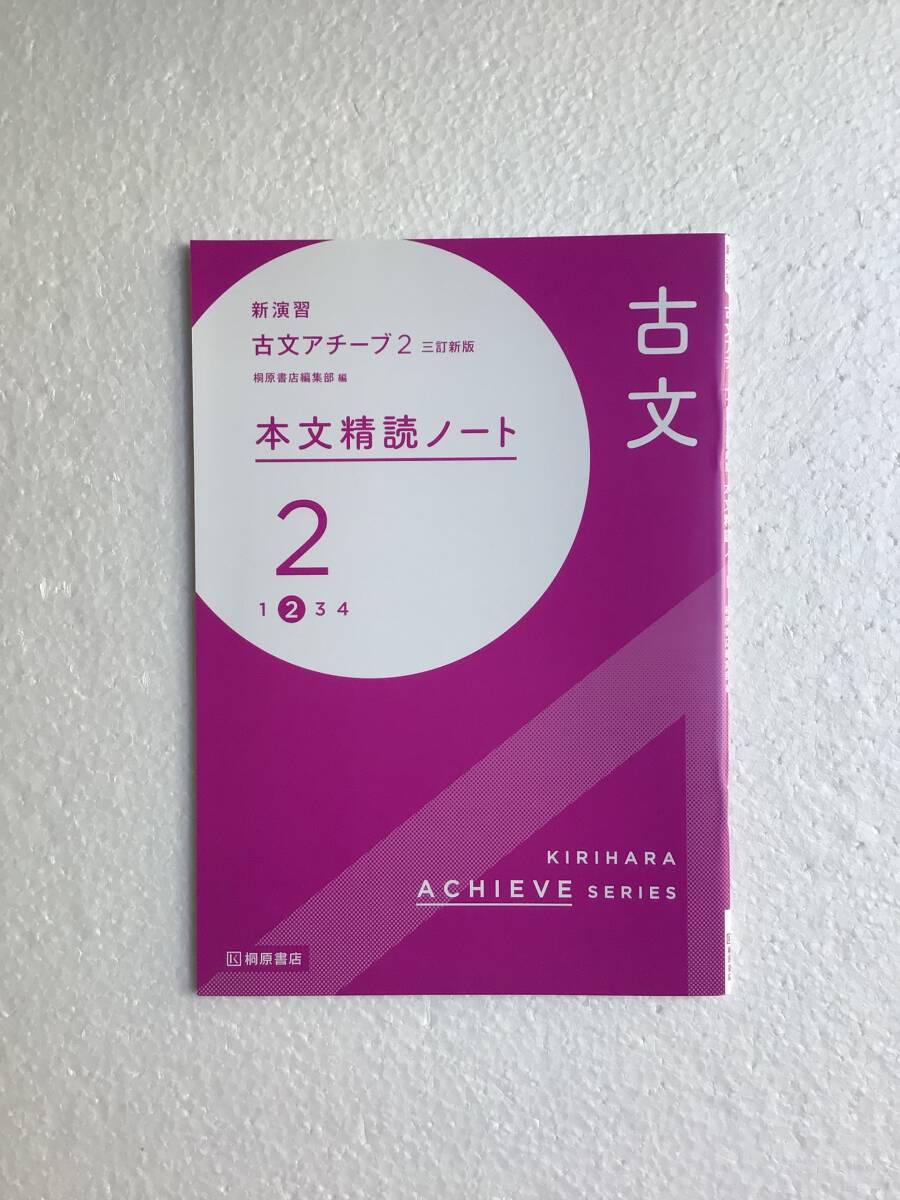 新演習
古文アチーブ2 三訂新版
桐原書店編集部 編
本文精読ノート
2
1 2 3 4
古文
KIRIHARA
ACHIEVE SERIES
K 桐原書店